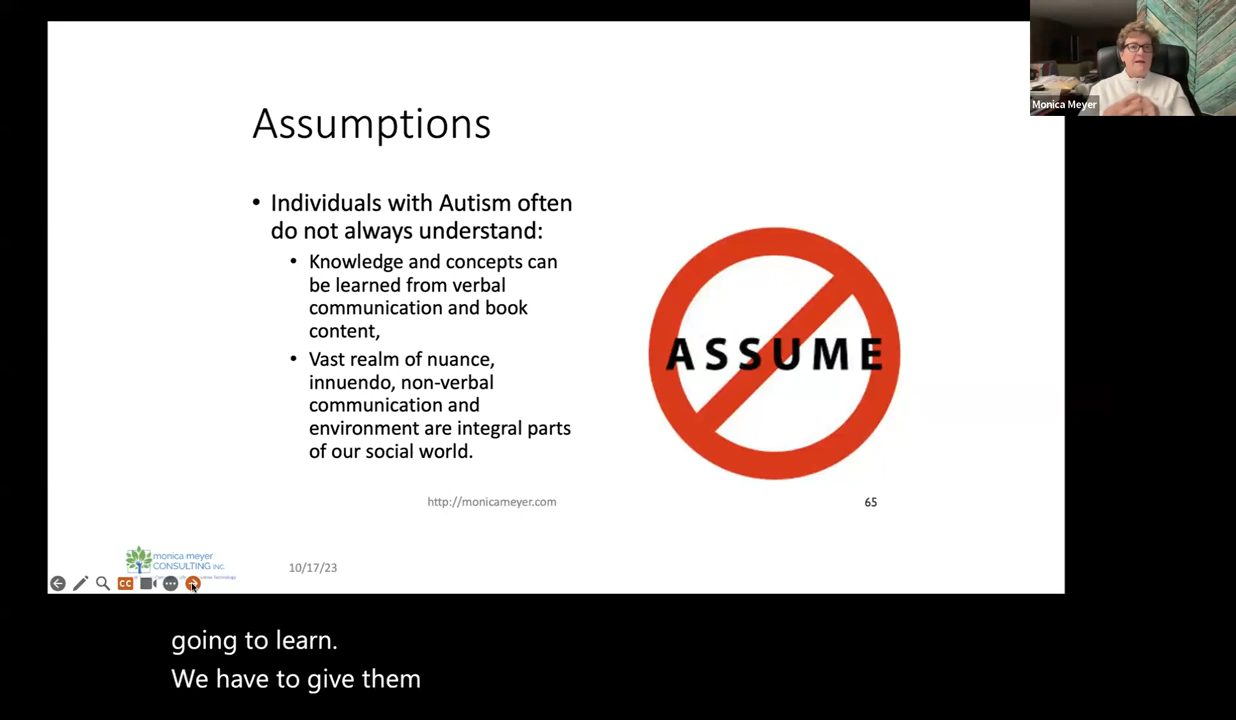 Monica Meyer
Assumptions
• Individuals with Autism often
do not always understand:
• Knowledge and concepts can
be learned from verbal
communication and book
content,
• Vast realm of nuance,
innuendo, non-verbal
communication and
environment are integral parts
of our social world.
ASSUME
http://monicameyer.com
65
monica meyer
CONSULTING INC.
10/17/23
CC
going to learn.
We have to give them